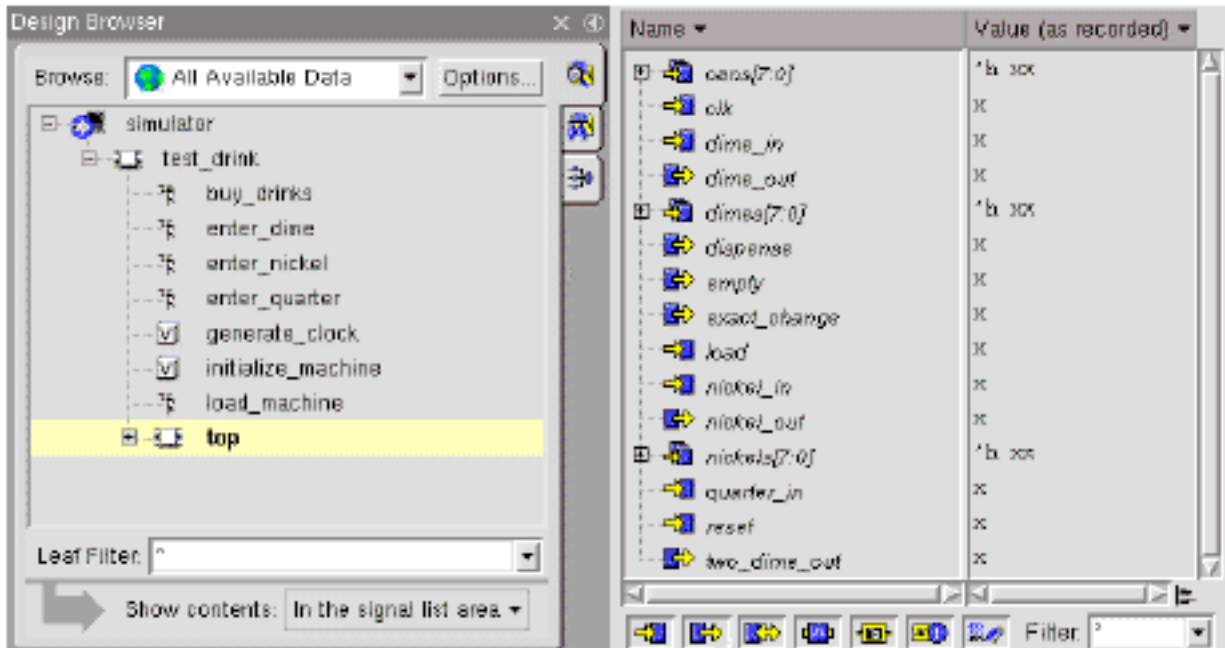 Design Browser
Browse: All Available Data Options...
simulator
test_drink
buy_drinks
enter_dime
enter_nickel
enter_quarter
generate_clock
initialize_machine
load_machine
top
Leaf Filter: *
Show contents: In the signal list area
Name Value (as recorded)
cans[7:0] 'h xx
clk x
dime_in x
dime_out x
dimes[7:0] 'h xx
dispense x
empty x
exact_change x
load x
nickel_in x
nickel_out x
nickels[7:0] 'h xx
quarter_in x
reset x
two_dime_out x
Filter: *